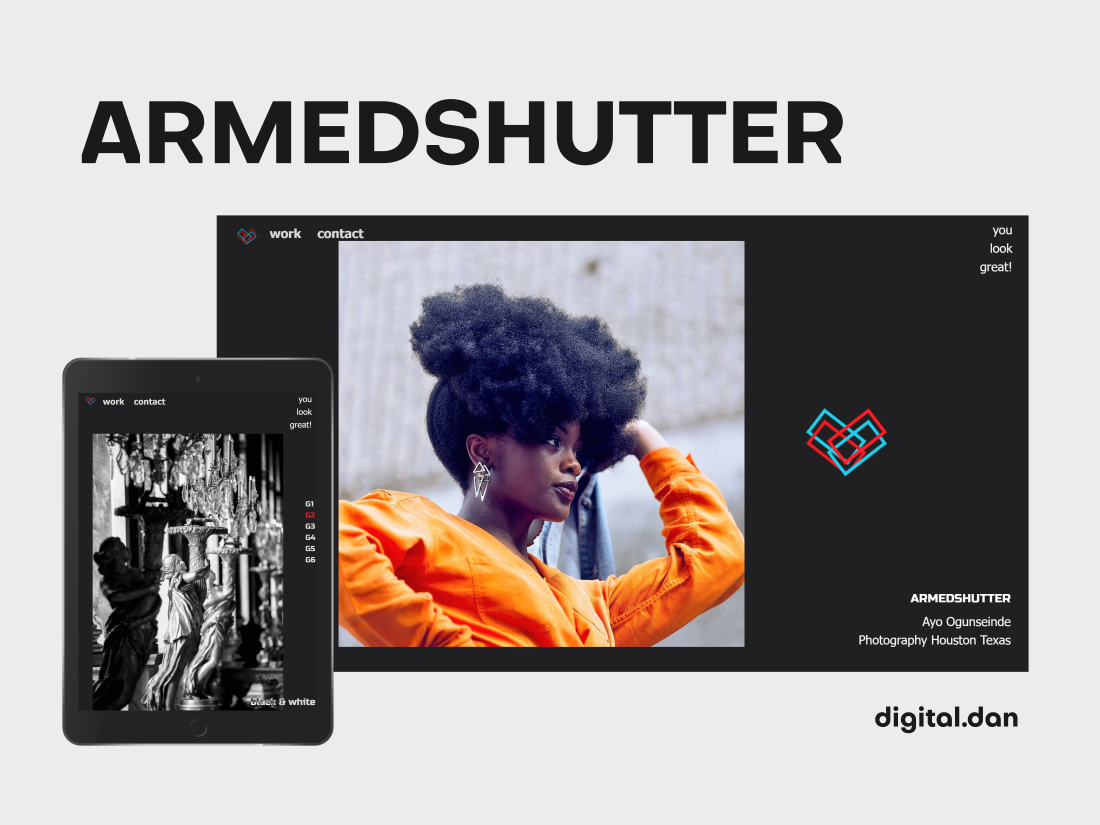 ARMEDSHUTTER
work contact
you
look
great!
ARMEDSHUTTER
Ayo Ogunseinde
Photography Houston Texas
work contact
you
look
great!
G1
G2
G3
G4
G5
G6
black & white
digital.dan